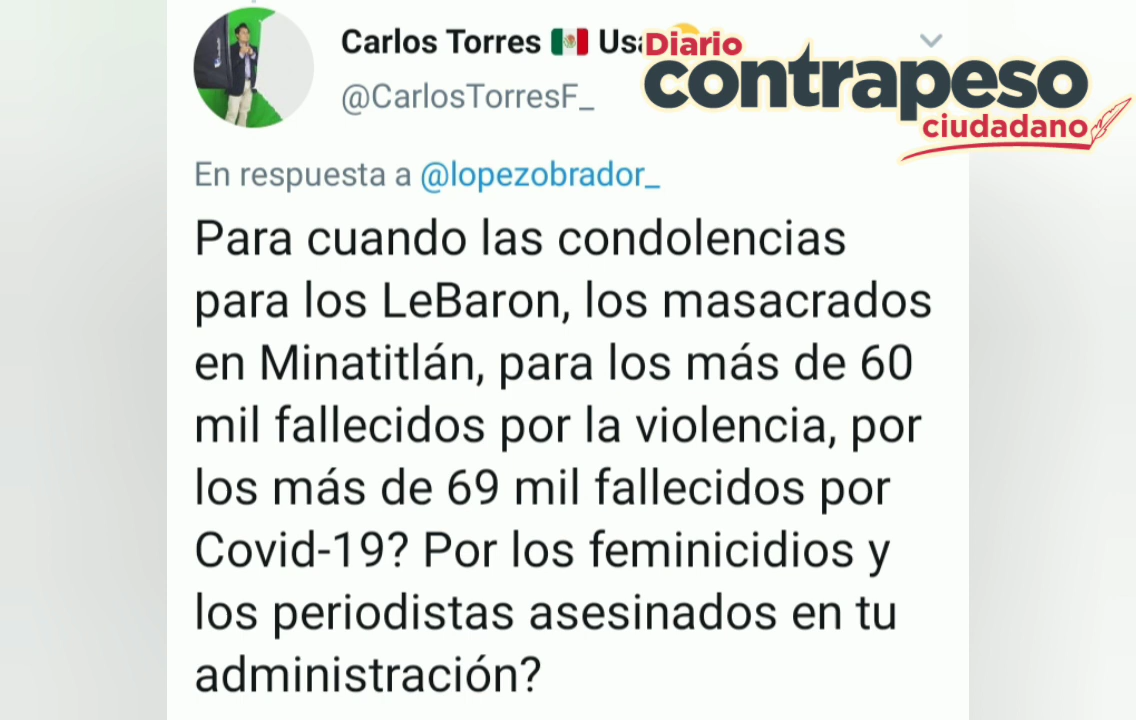 Carlos Torres 🇲🇽
@CarlosTorresF_
Diario
contrapeso
ciudadano
En respuesta a @lopezobrador_
Para cuando las condolencias
para los LeBaron, los masacrados
en Minatitlán, para los más de 60
mil fallecidos por la violencia, por
los más de 69 mil fallecidos por
Covid-19? Por los feminicidios y
los periodistas asesinados en tu
administración?